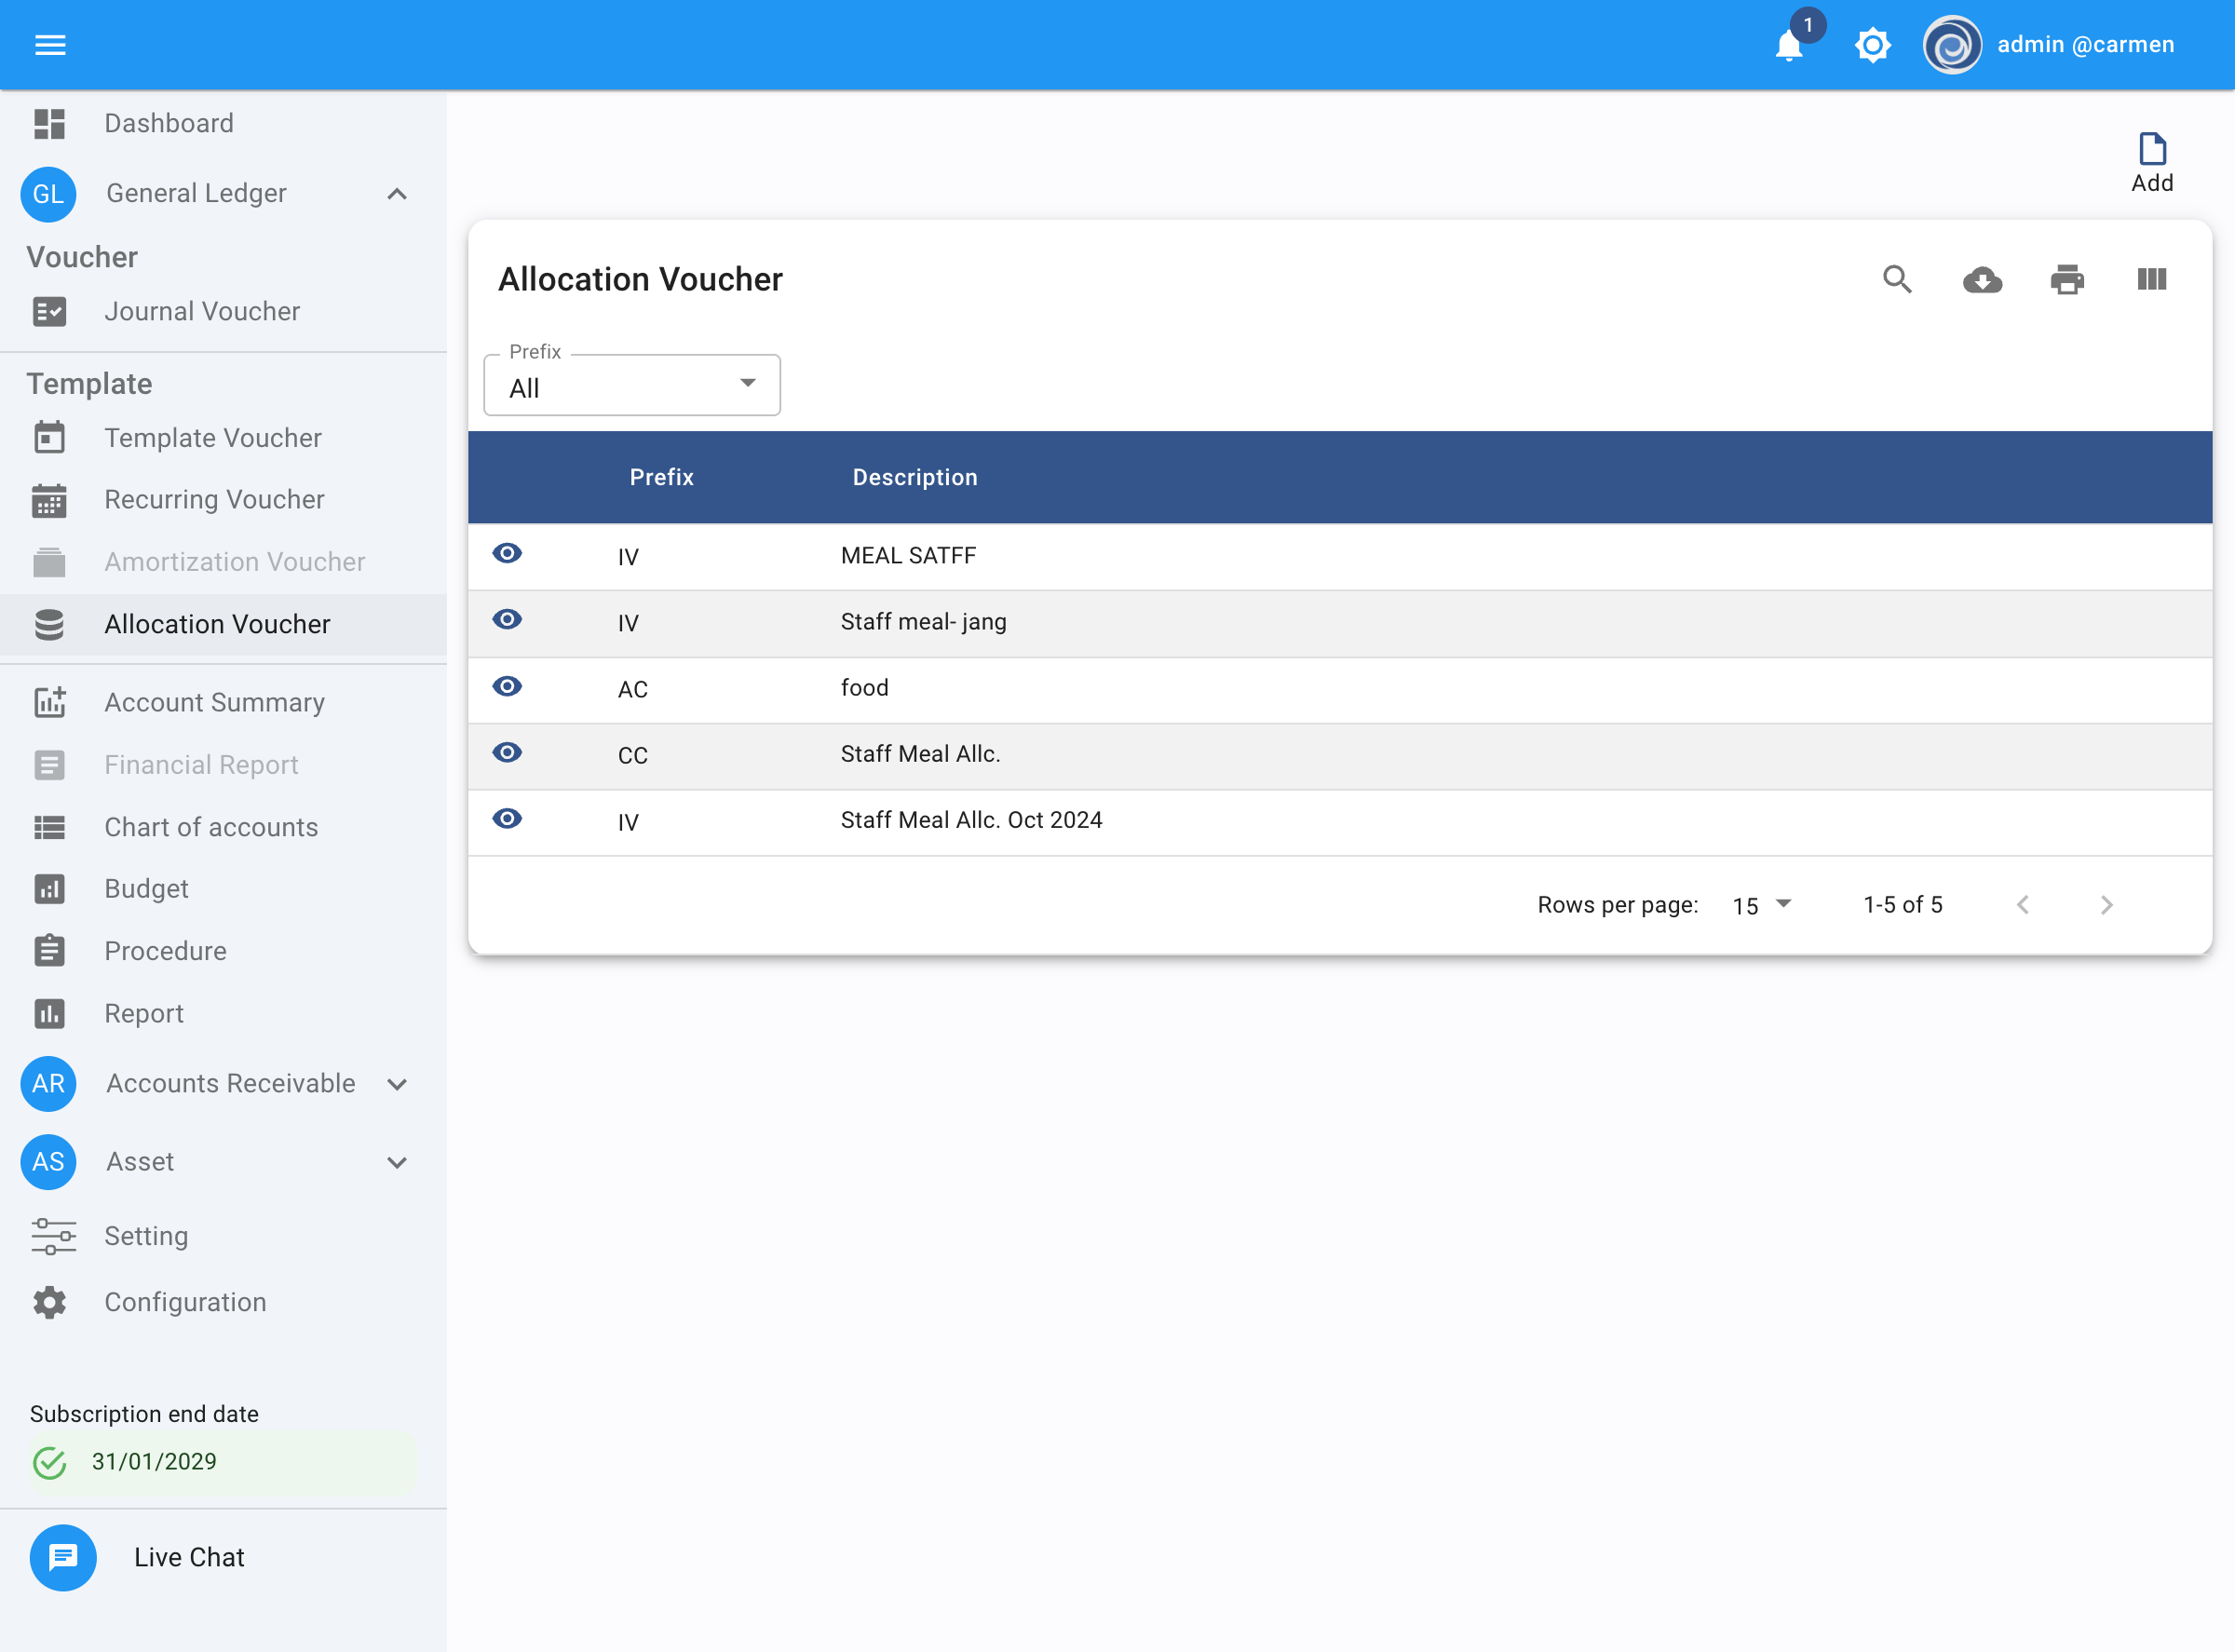 1
admin @carmen
Dashboard
GL General Ledger
Voucher
Journal Voucher
Template
Template Voucher
Recurring Voucher
Amortization Voucher
Allocation Voucher
Account Summary
Financial Report
Chart of accounts
Budget
Procedure
Report
AR Accounts Receivable
AS Asset
Setting
Configuration
Subscription end date
31/01/2029
Live Chat
Add
Allocation Voucher
Prefix
All
Prefix Description
IV MEAL SATFF
IV Staff meal- jang
AC food
CC Staff Meal Allc.
IV Staff Meal Allc. Oct 2024
Rows per page: 15 1-5 of 5